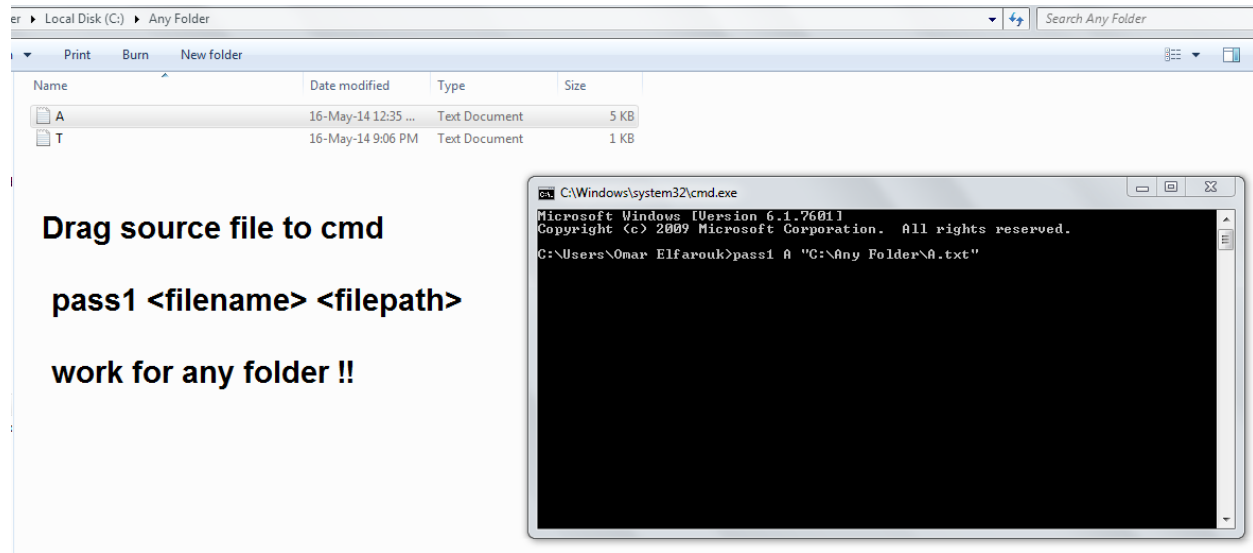 er ▸ Local Disk (C:) ▸ Any Folder
Search Any Folder
Print Burn New folder
Name Date modified Type Size
A 16-May-14 12:35 ... Text Document 5 KB
T 16-May-14 9:06 PM Text Document 1 KB
Drag source file to cmd
pass1 <filename> <filepath>
work for any folder !!
C:\Windows\system32\cmd.exe
Microsoft Windows [Version 6.1.7601]
Copyright (c) 2009 Microsoft Corporation. All rights reserved.
C:\Users\Omar Elfarouk>pass1 A "C:\Any Folder\A.txt"